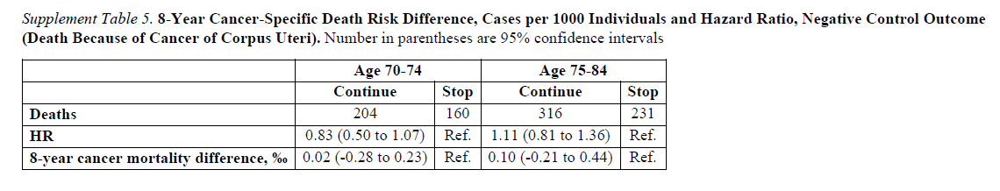 Supplement Table 5. 8-Year Cancer-Specific Death Risk Difference, Cases per 1000 Individuals and Hazard Ratio, Negative Control Outcome
(Death Because of Cancer of Corpus Uteri). Number in parentheses are 95% confidence intervals
Age 70-74 Age 75-84
Continue Stop Continue Stop
Deaths 204 160 316 231
HR 0.83 (0.50 to 1.07) Ref. 1.11 (0.81 to 1.36) Ref.
8-year cancer mortality difference, ‰ 0.02 (-0.28 to 0.23) Ref. 0.10 (-0.21 to 0.44) Ref.